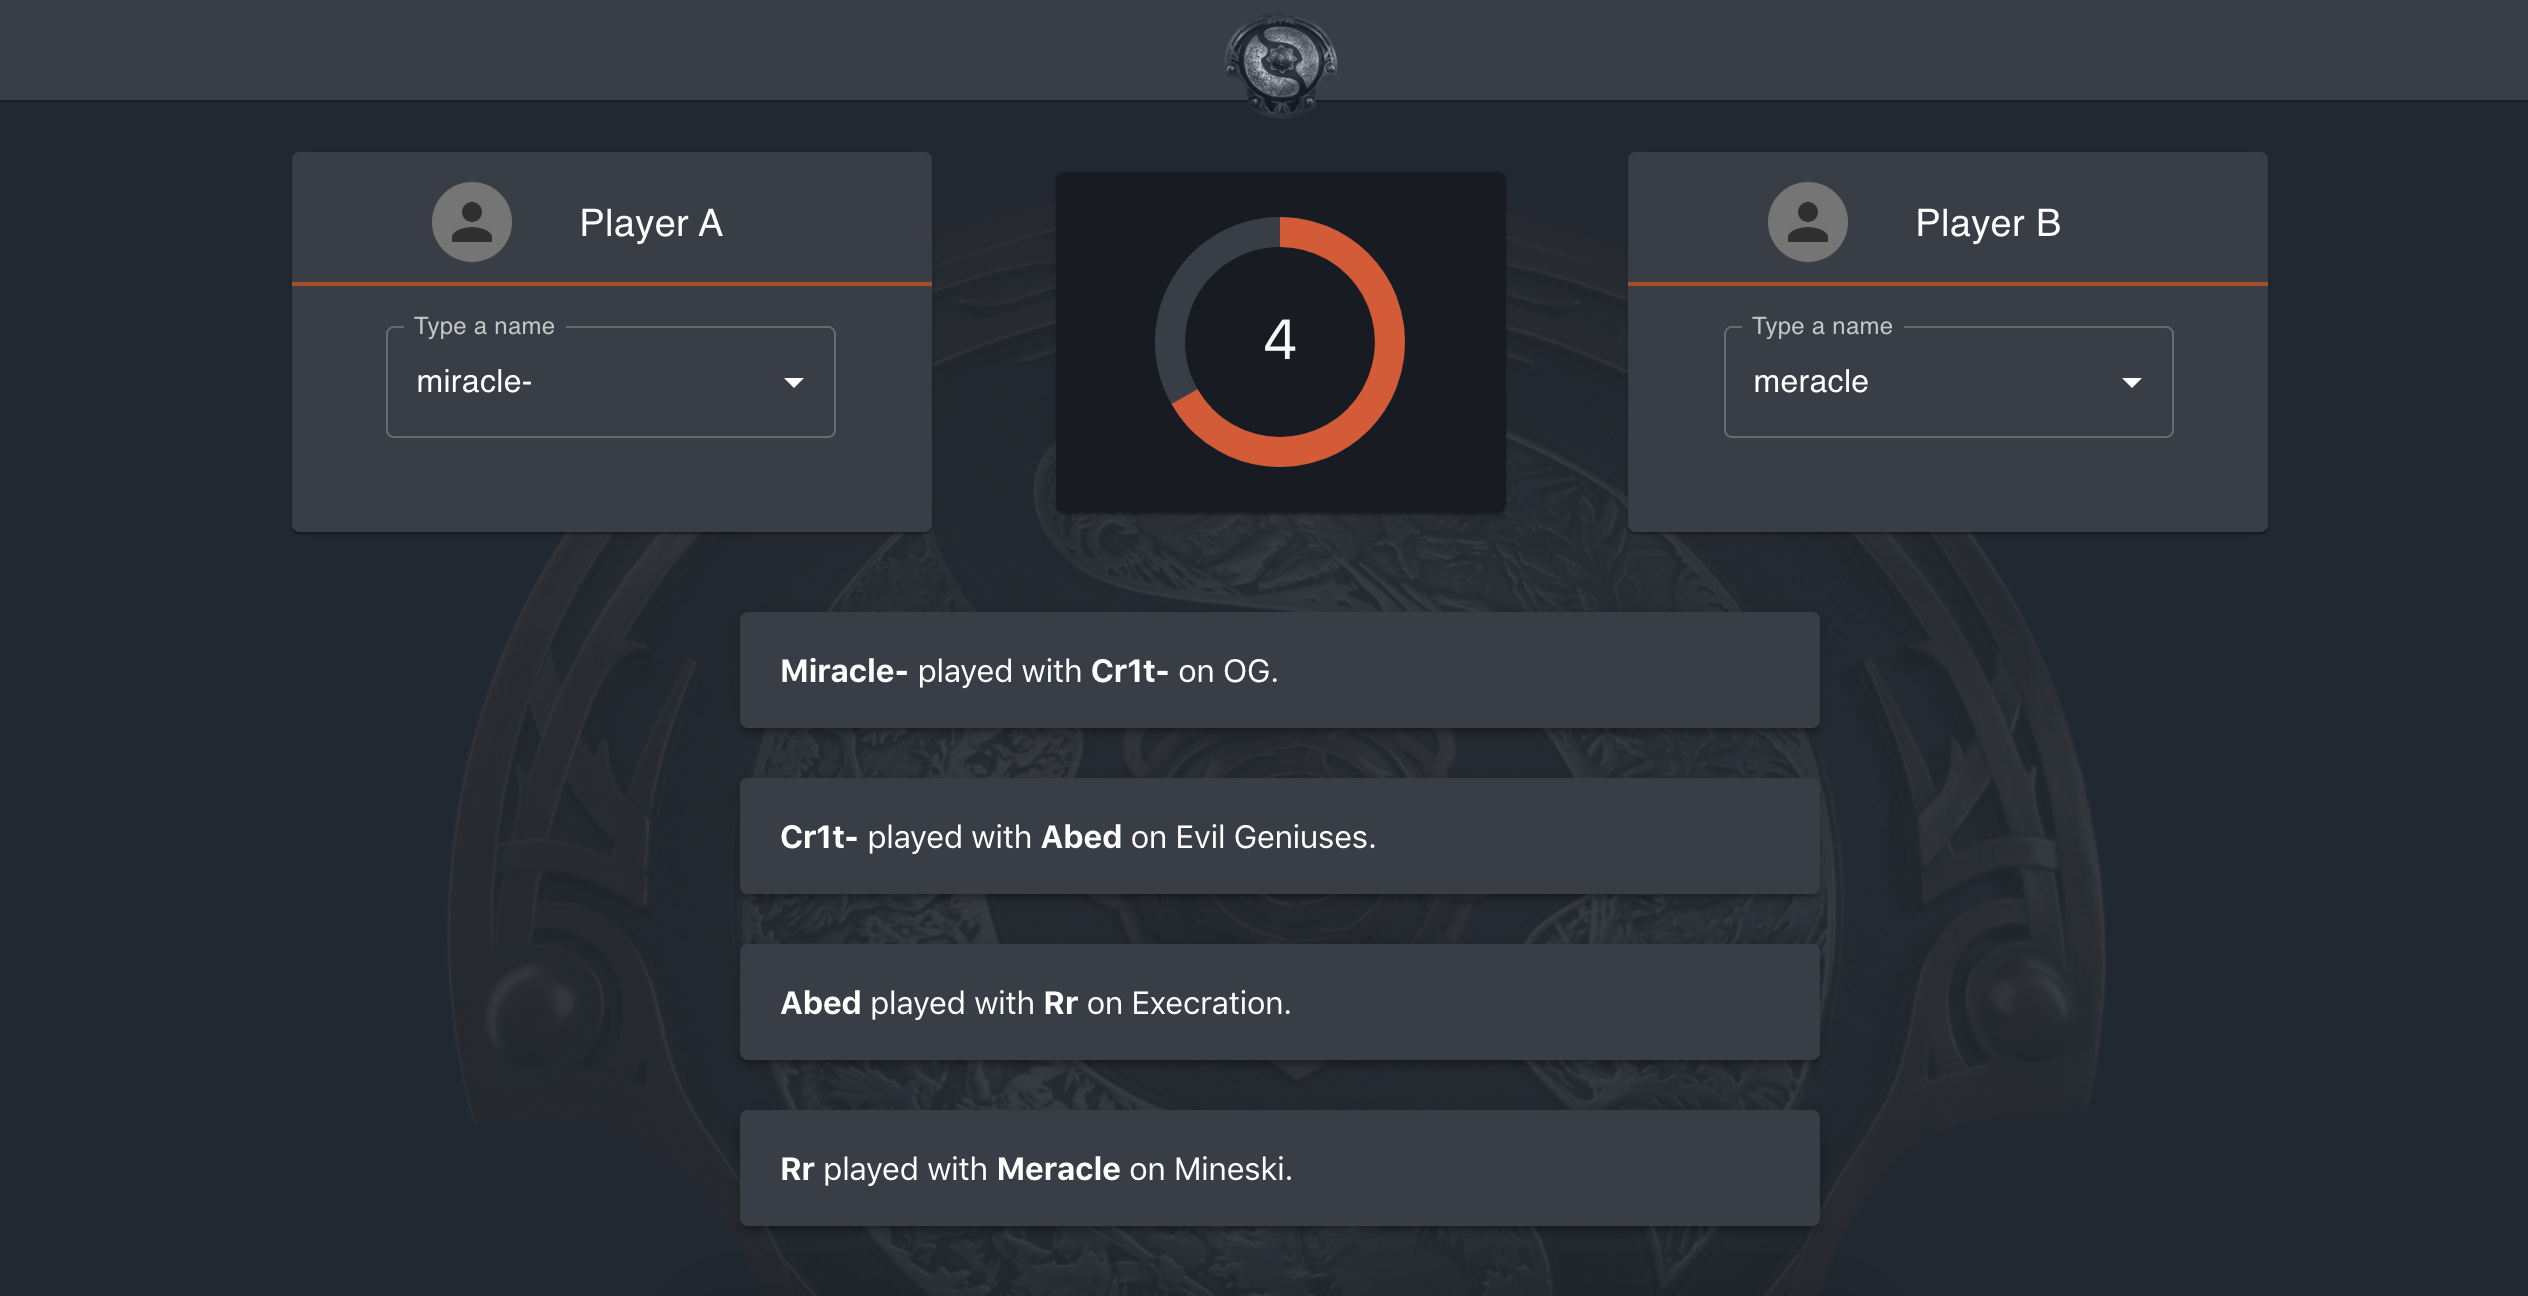 Player A
Type a name
miracle-
4
Player B
Type a name
meracle
Miracle- played with Cr1t- on OG.
Cr1t- played with Abed on Evil Geniuses.
Abed played with Rr on Execration.
Rr played with Meracle on Mineski.